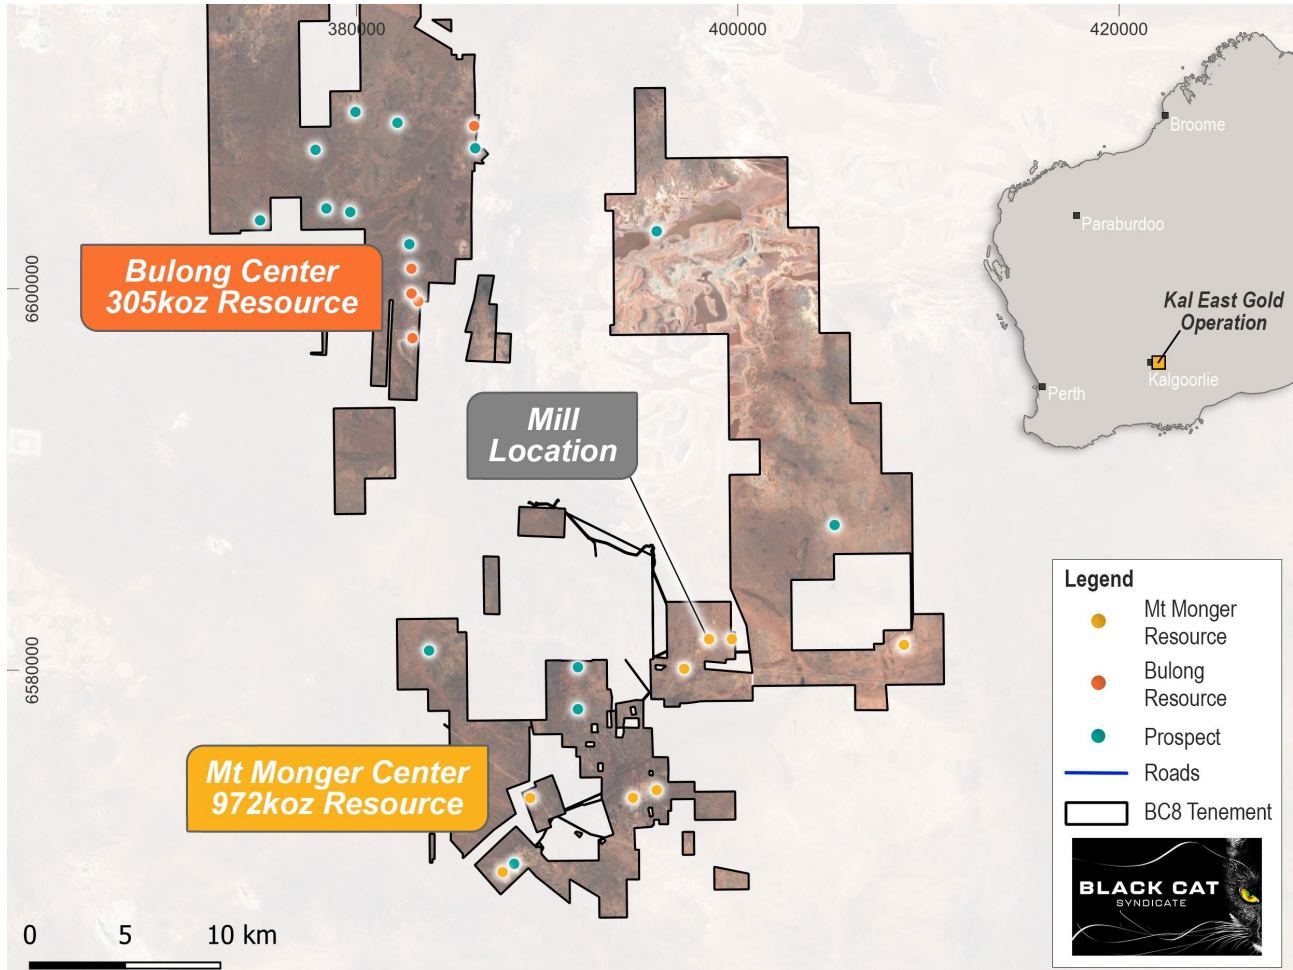 380000
400000
420000
6600000
6580000
Broome
Paraburdoo
Kal East Gold
Operation
Kalgoorlie
Perth
Bulong Center
305koz Resource
Mill
Location
Mt Monger Center
972koz Resource
Legend
Mt Monger
Resource
Bulong
Resource
Prospect
Roads
BC8 Tenement
BLACK CAT
SYNDICATE
0 5 10 km